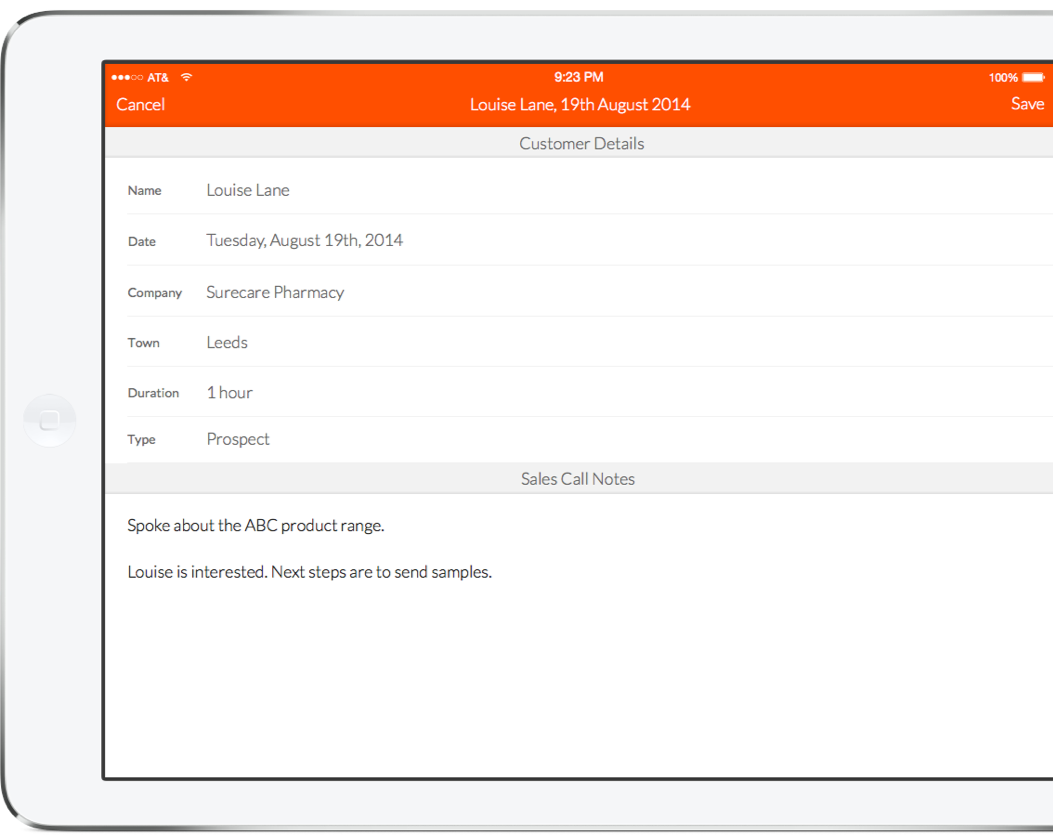 AT& 9:23 PM 100%
Cancel Louise Lane, 19th August 2014 Save
Customer Details
Name Louise Lane
Date Tuesday, August 19th, 2014
Company Surecare Pharmacy
Town Leeds
Duration 1 hour
Type Prospect
Sales Call Notes
Spoke about the ABC product range.
Louise is interested. Next steps are to send samples.